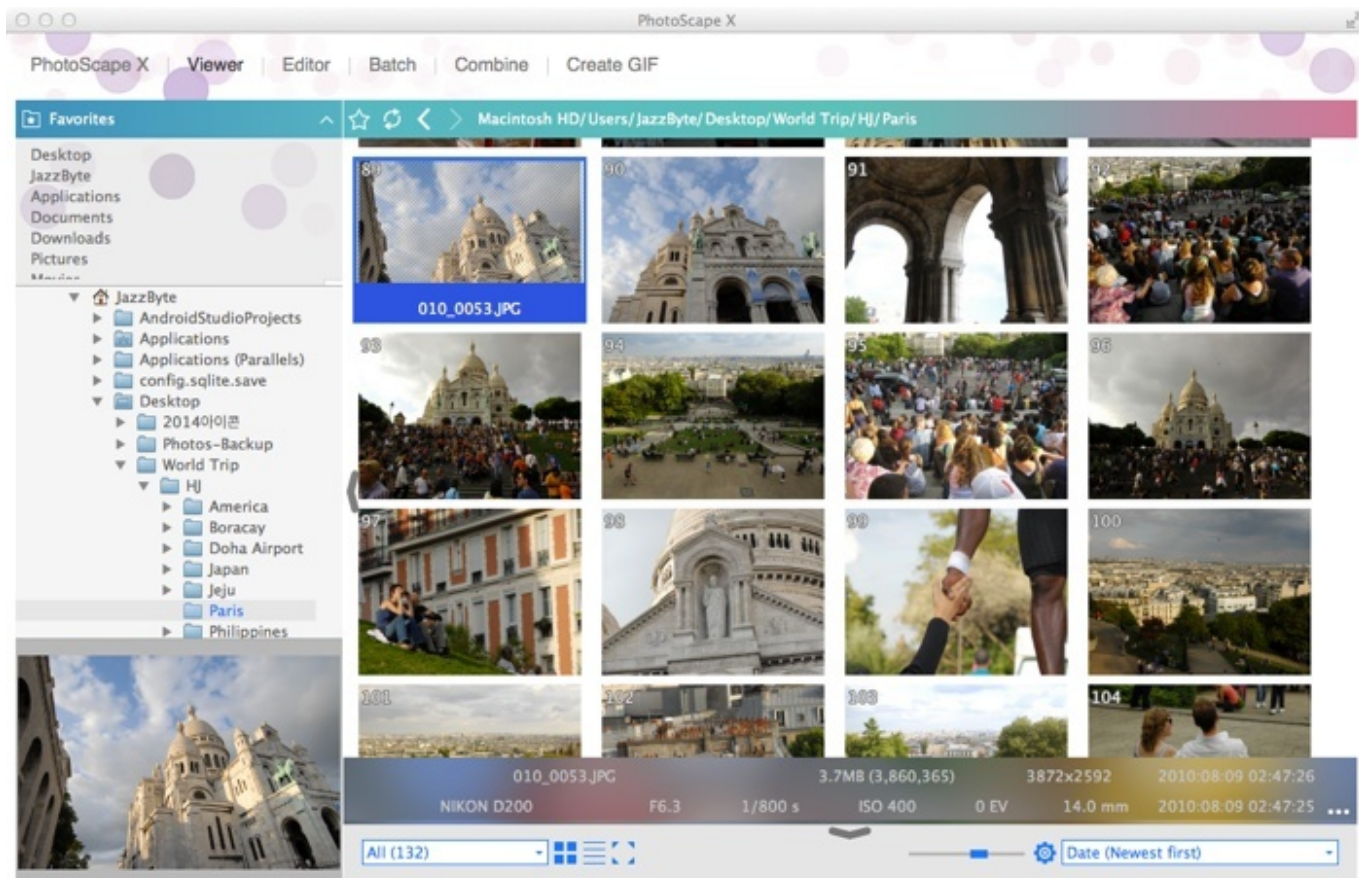 PhotoScape X
PhotoScape X | Viewer | Editor | Batch | Combine | Create GIF
Favorites
Desktop
JazzByte
Applications
Documents
Downloads
Pictures
Movies
JazzByte
AndroidStudioProjects
Applications
Applications (Parallels)
config.sqlite.save
Desktop
2014아이콘
Photos-Backup
World Trip
HJ
America
Boracay
Doha Airport
Japan
Jeju
Paris
Philippines
Macintosh HD/Users/JazzByte/Desktop/World Trip/HJ/Paris
89 90 91 92
010_0053.JPG
93 94 95 96
97 98 99 100
101 102 103 104
010_0053.JPG 3.7MB (3,860,365) 3872x2592 2010:08:09 02:47:26
NIKON D200 F6.3 1/800 s ISO 400 0 EV 14.0 mm 2010:08:09 02:47:25 ...
All (132) Date (Newest first)